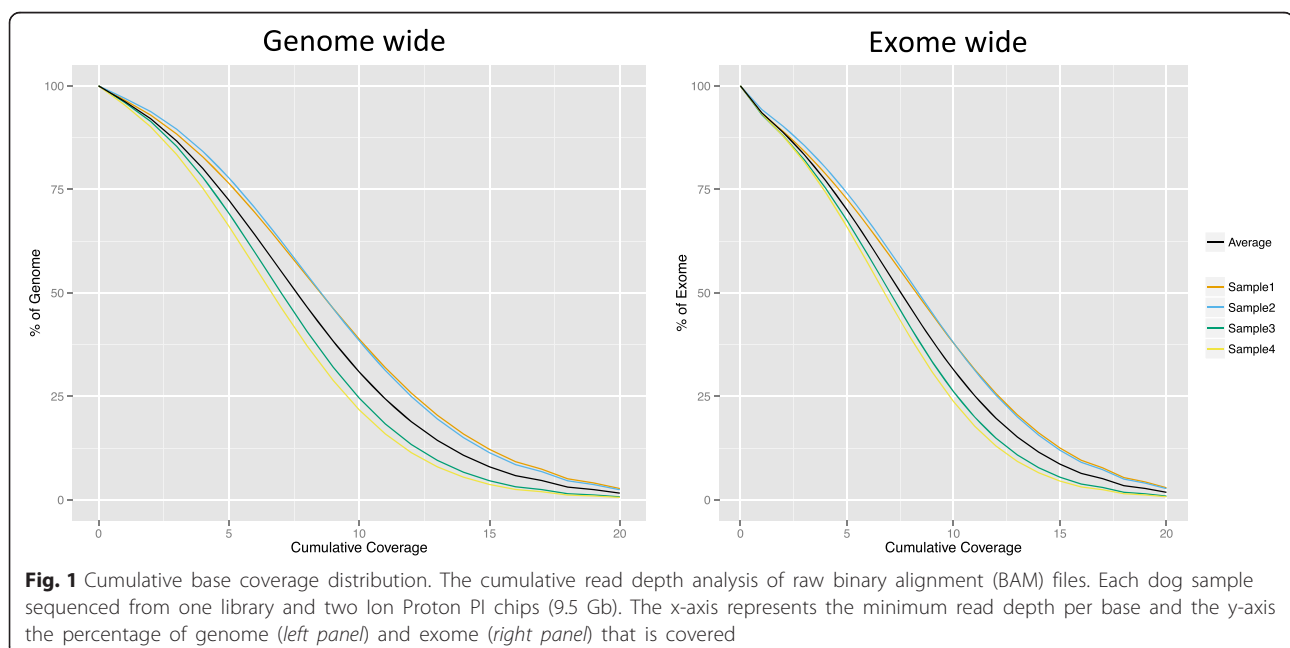 Genome wide
Exome wide
100
75
50
25
0
% of Genome
0
5
10
15
20
Cumulative Coverage
100
75
50
25
0
% of Exome
0
5
10
15
20
Cumulative Coverage
Average
Sample1
Sample2
Sample3
Sample4
Fig. 1 Cumulative base coverage distribution. The cumulative read depth analysis of raw binary alignment (BAM) files. Each dog sample
sequenced from one library and two Ion Proton PI chips (9.5 Gb). The x-axis represents the minimum read depth per base and the y-axis
the percentage of genome (left panel) and exome (right panel) that is covered